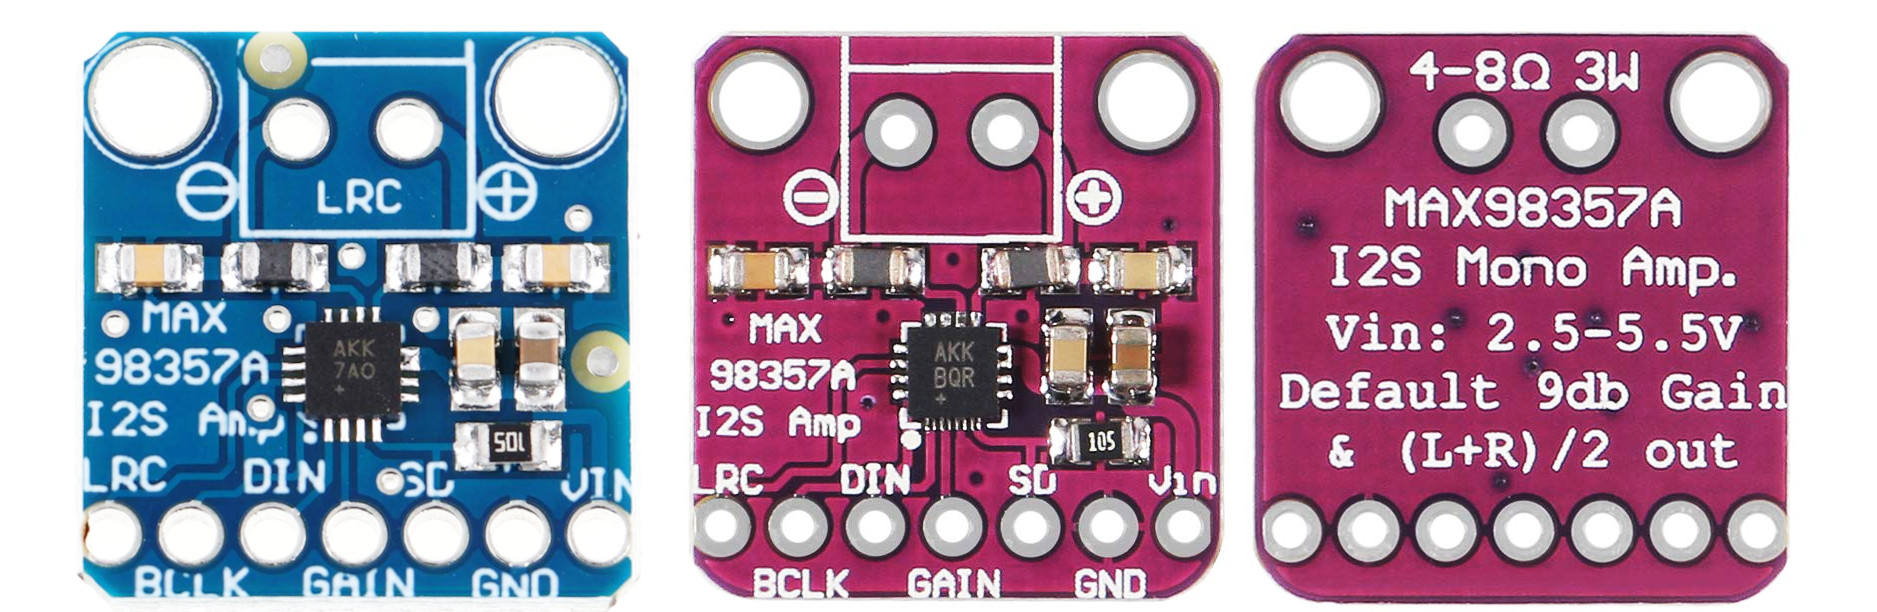 LRC
MAX
98357A
I2S Amp
AKK
7AO
+
501
LRC DIN SD VIN
BCLK GAIN GND
MAX
98357A
I2S Amp
AKK
BQR
+
105
LRC DIN SD Vin
BCLK GAIN GND
4-8Ω 3W
MAX98357A
I2S Mono Amp.
Vin: 2.5-5.5V
Default 9db Gain
& (L+R)/2 out